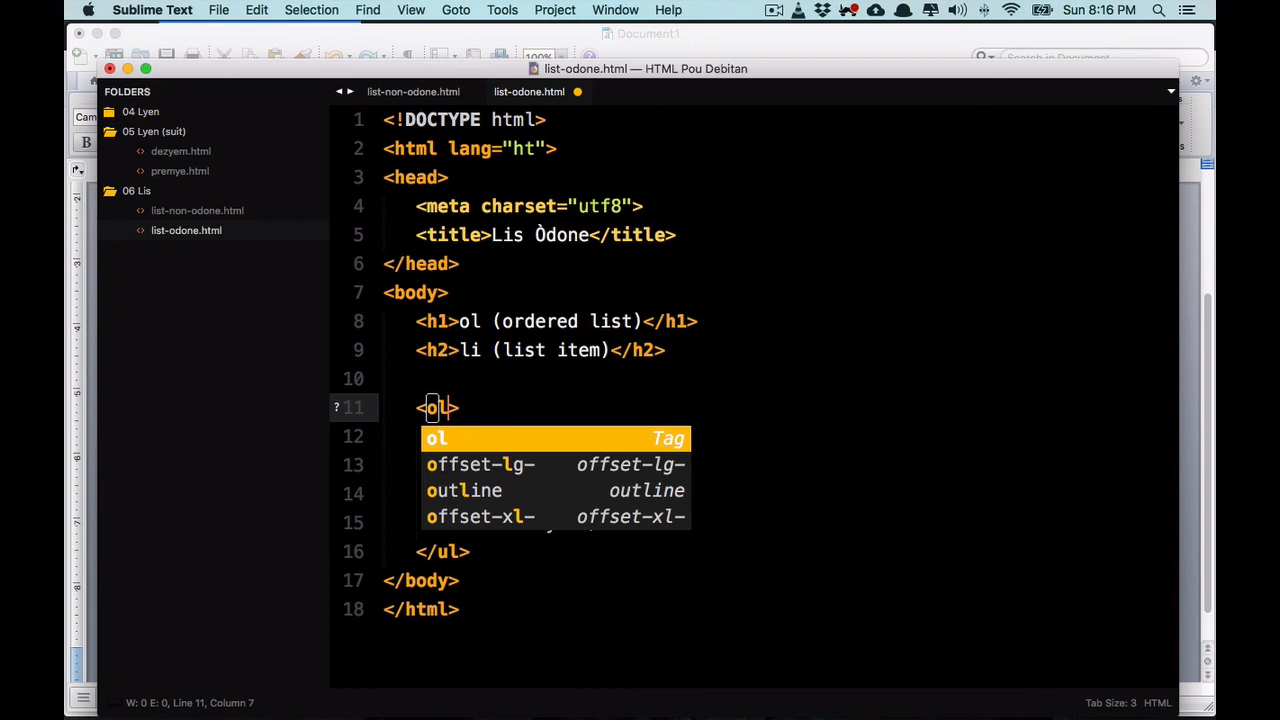 Sublime Text File Edit Selection Find View Goto Tools Project Window Help Sun 8:16 PM
Document1
100% Search in Document
list-odone.html — HTML Pou Debitan
FOLDERS
04 Lyen
05 Lyen (suit)
dezyem.html
premye.html
06 Lis
list-non-odone.html
list-odone.html
list-non-odone.html list-odone.html
Cam
B
1 <!DOCTYPE html>
2 <html lang="ht">
3 <head>
4 <meta charset="utf8">
5 <title>Lis Òdone</title>
6 </head>
7 <body>
8 <h1>ol (ordered list)</h1>
9 <h2>li (list item)</h2>
10
? 11 <ol>
12 ol Tag
13 offset-lg- offset-lg-
14 outline outline
15 offset-xl- offset-xl-
16 </ul>
17 </body>
18 </html>
W: 0 E: 0, Line 11, Column 7 Tab Size: 3 HTML